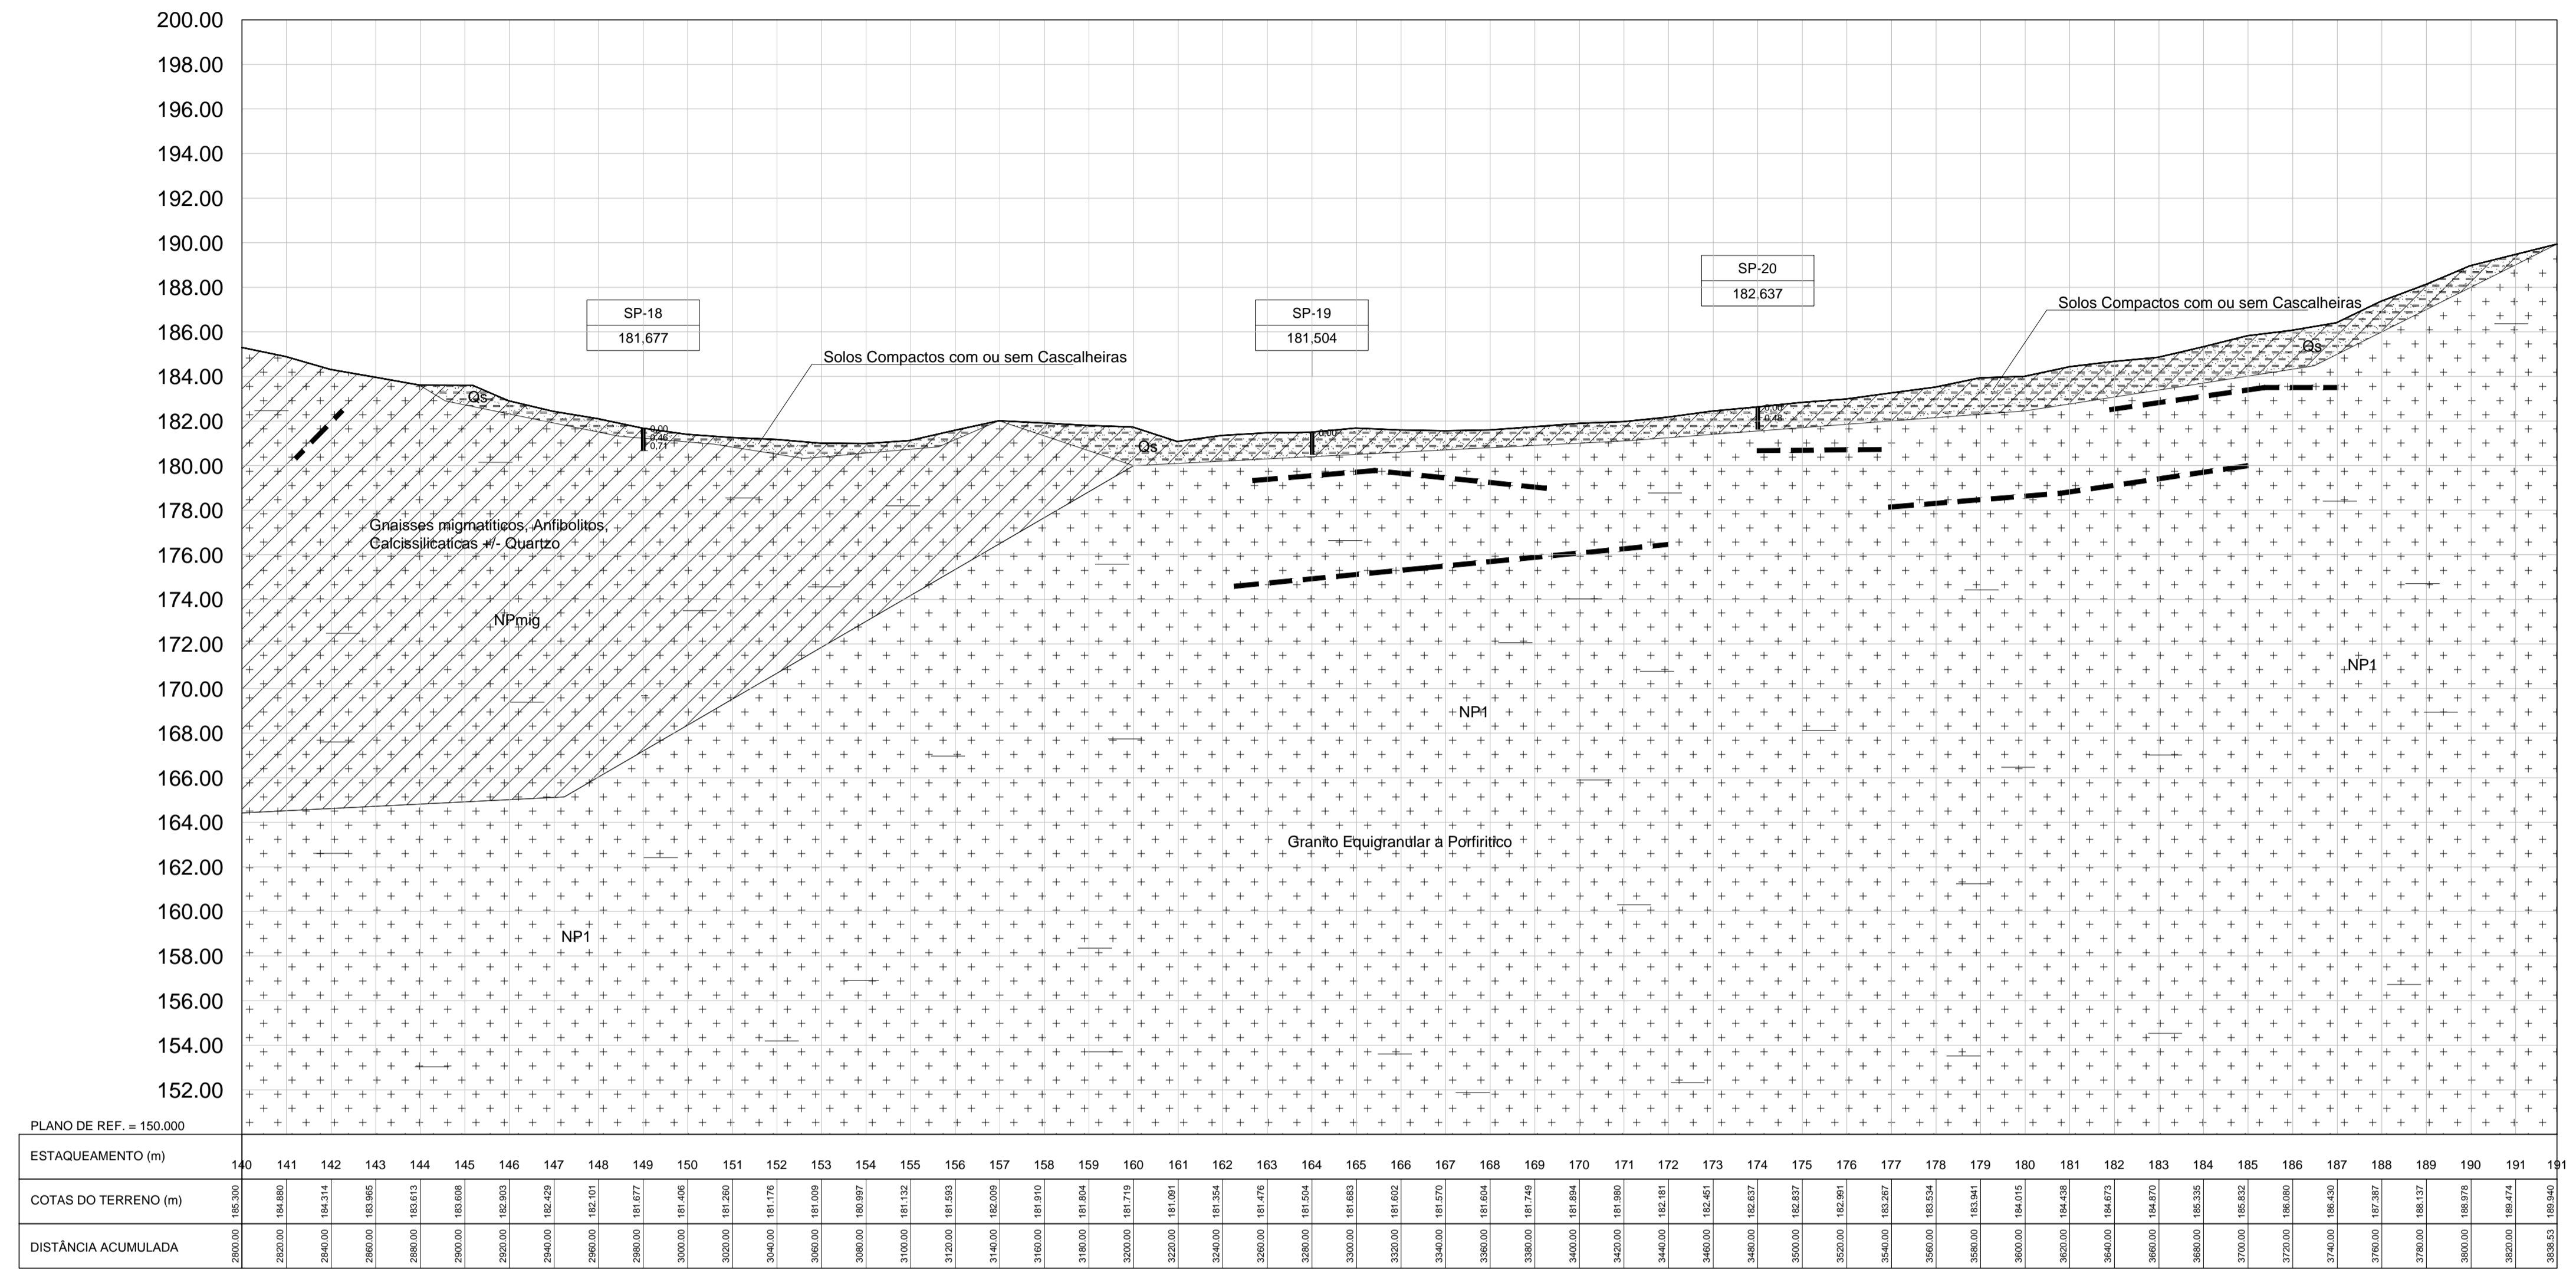 200.00
198.00
196.00
194.00
192.00
190.00
188.00
186.00
184.00
182.00
180.00
178.00
176.00
174.00
172.00
170.00
168.00
166.00
164.00
162.00
160.00
158.00
156.00
154.00
152.00
SP-18
181,677
SP-19
181,504
SP-20
182,637
Solos Compactos com ou sem Cascalheiras
Solos Compactos com ou sem Cascalheiras
Qs
Qs
Qs
0.00
0.46
0.71
0.00
0.00
0.48
Gnaisses migmatíticos, Anfibolitos,
Calcissilicaticas +/- Quartzo
NPmig
NP1
NP1
NP1
Granito Equigranular a Porfiritico
PLANO DE REF. = 150.000
ESTAQUEAMENTO (m) 140 141 142 143 144 145 146 147 148 149 150 151 152 153 154 155 156 157 158 159 160 161 162 163 164 165 166 167 168 169 170 171 172 173 174 175 176 177 178 179 180 181 182 183 184 185 186 187 188 189 190 191 191
COTAS DO TERRENO (m) 185.300 184.880 184.314 183.965 183.613 183.608 182.903 182.429 182.101 181.677 181.406 181.260 181.176 181.009 180.997 181.132 181.593 182.009 181.910 181.804 181.719 181.091 181.354 181.476 181.504 181.683 181.602 181.570 181.604 181.749 181.894 181.980 182.181 182.451 182.637 182.837 182.991 183.267 183.534 183.941 184.015 184.438 184.673 184.870 185.335 185.832 186.080 186.430 187.387 188.137 188.978 189.474 189.940
DISTÂNCIA ACUMULADA 2800.00 2820.00 2840.00 2860.00 2880.00 2900.00 2920.00 2940.00 2960.00 2980.00 3000.00 3020.00 3040.00 3060.00 3080.00 3100.00 3120.00 3140.00 3160.00 3180.00 3200.00 3220.00 3240.00 3260.00 3280.00 3300.00 3320.00 3340.00 3360.00 3380.00 3400.00 3420.00 3440.00 3460.00 3480.00 3500.00 3520.00 3540.00 3560.00 3580.00 3600.00 3620.00 3640.00 3660.00 3680.00 3700.00 3720.00 3740.00 3760.00 3780.00 3800.00 3820.00 3838.53